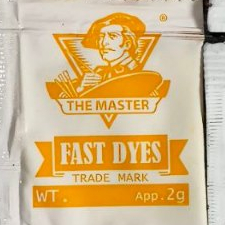 ®
THE MASTER
FAST DYES
TRADE MARK
WT. App.2g